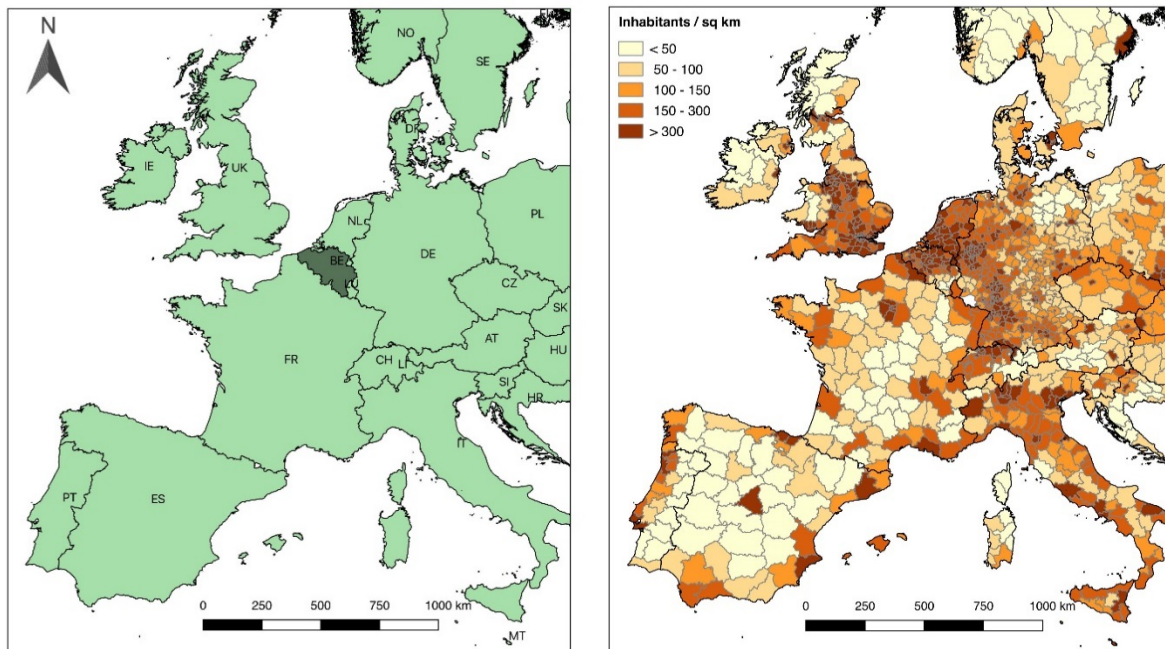 N
NO
SE
DK
IE
UK
NL
PL
BE
DE
CZ
SK
FR
AT
CH
LI
HU
SI
HR
IT
PT
ES
MT
0 250 500 750 1000 km
Inhabitants / sq km
< 50
50 - 100
100 - 150
150 - 300
> 300
0 250 500 750 1000 km